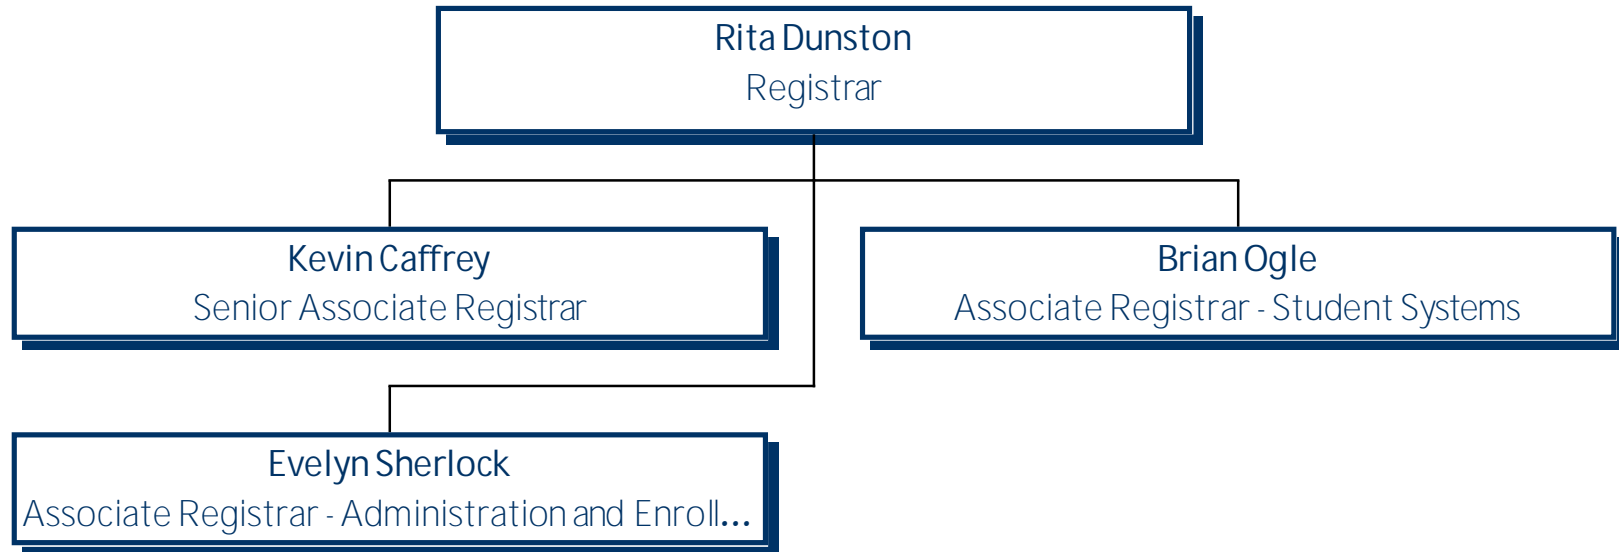 Rita Dunston
Registrar
Kevin Caffrey
Senior Associate Registrar
Brian Ogle
Associate Registrar - Student Systems
Evelyn Sherlock
Associate Registrar - Administration and Enroll...